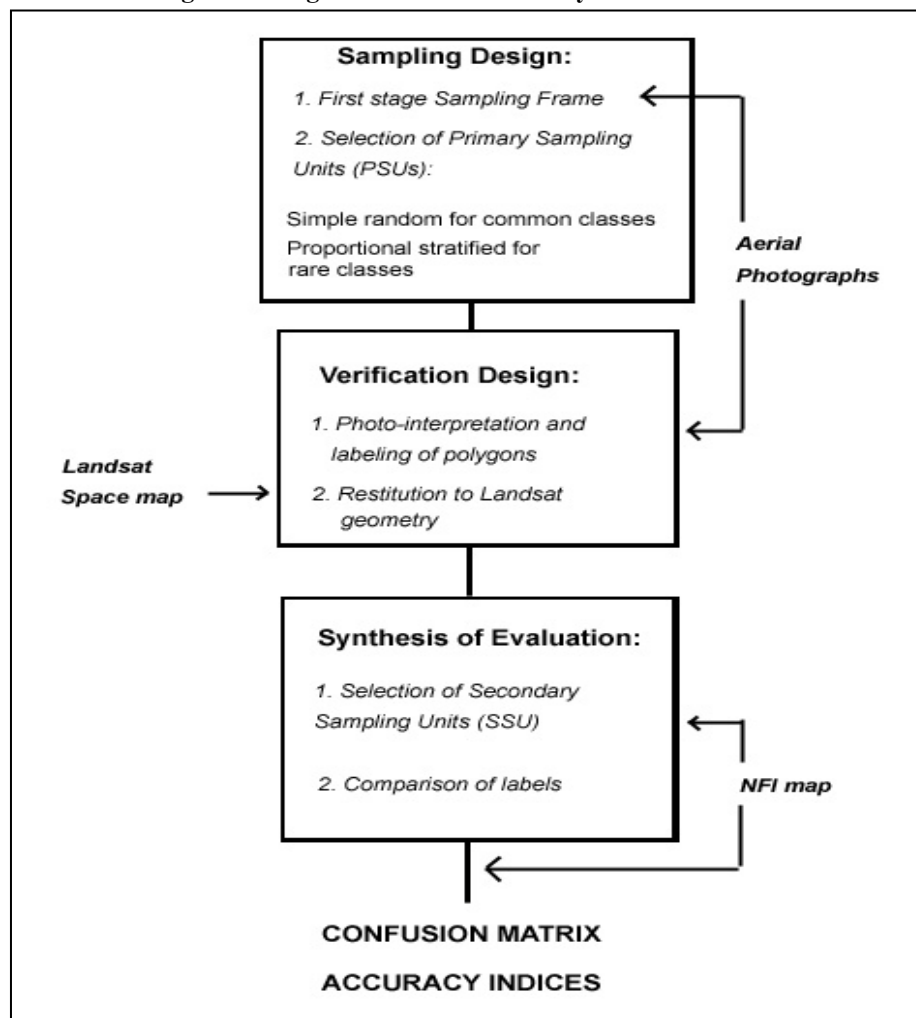 Sampling Design:
1. First stage Sampling Frame
2. Selection of Primary Sampling
Units (PSUs):
Simple random for common classes
Proportional stratified for
rare classes
Aerial
Photographs
Verification Design:
1. Photo-interpretation and
labeling of polygons
2. Restitution to Landsat
geometry
Landsat
Space map
Synthesis of Evaluation:
1. Selection of Secondary
Sampling Units (SSU)
2. Comparison of labels
NFI map
CONFUSION MATRIX
ACCURACY INDICES